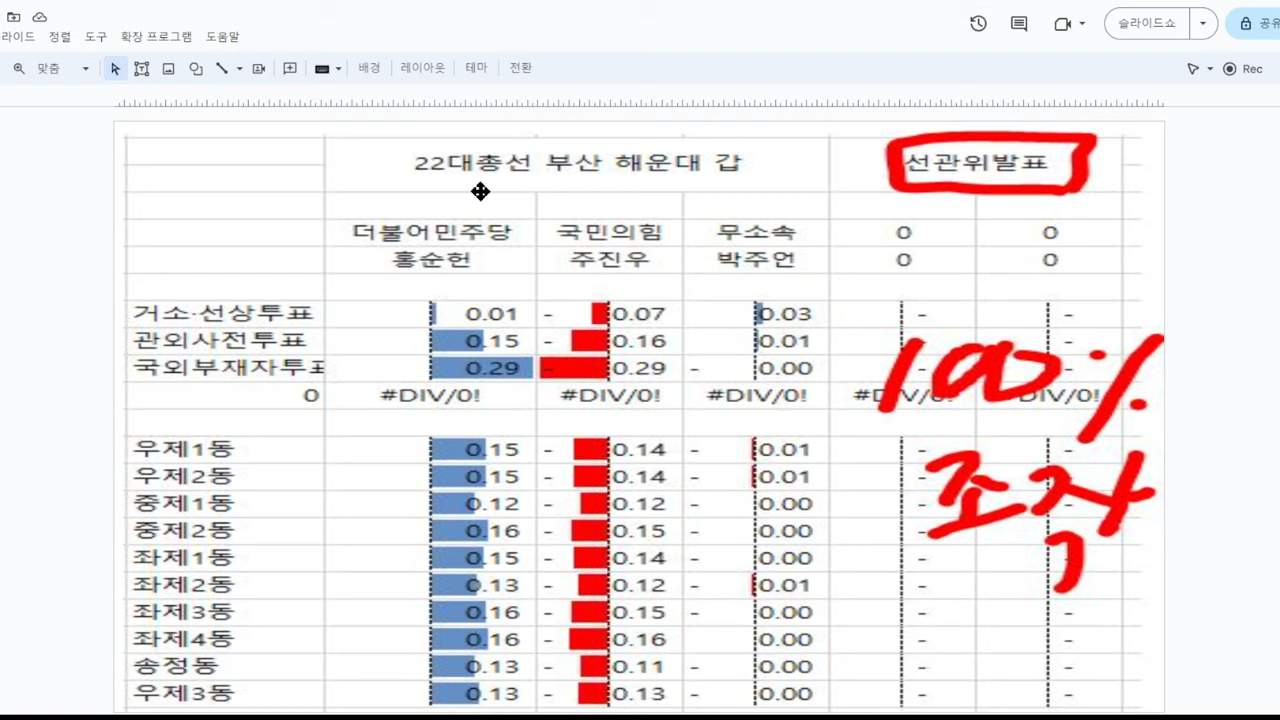 라이드 정렬 도구 확장 프로그램 도움말
슬라이드쇼
공유
맞춤 배경 레이아웃 테마 전환 Rec
22대총선 부산 해운대 갑 선관위발표
더불어민주당 국민의힘 무소속 0 0
홍순헌 주진우 박주언 0 0
거소·선상투표 0.01 - 0.07 0.03 - -
관외사전투표 0.15 - 0.16 0.01 - -
국외부재자투표 0.29 - 0.29 - 0.00
0 #DIV/0! #DIV/0! #DIV/0! #DIV/0! #DIV/0!
100%
우제1동 0.15 - 0.14 - 0.01 - -
우제2동 0.15 - 0.14 - 0.01 - -
중제1동 0.12 - 0.12 - 0.00 - -
조작
중제2동 0.16 - 0.15 - 0.00 - -
좌제1동 0.15 - 0.14 - 0.00 - -
좌제2동 0.13 - 0.12 - 0.01 - -
좌제3동 0.16 - 0.15 - 0.00 - -
좌제4동 0.16 - 0.16 - 0.00 - -
송정동 0.13 - 0.11 - 0.00 - -
우제3동 0.13 - 0.13 - 0.00 - -